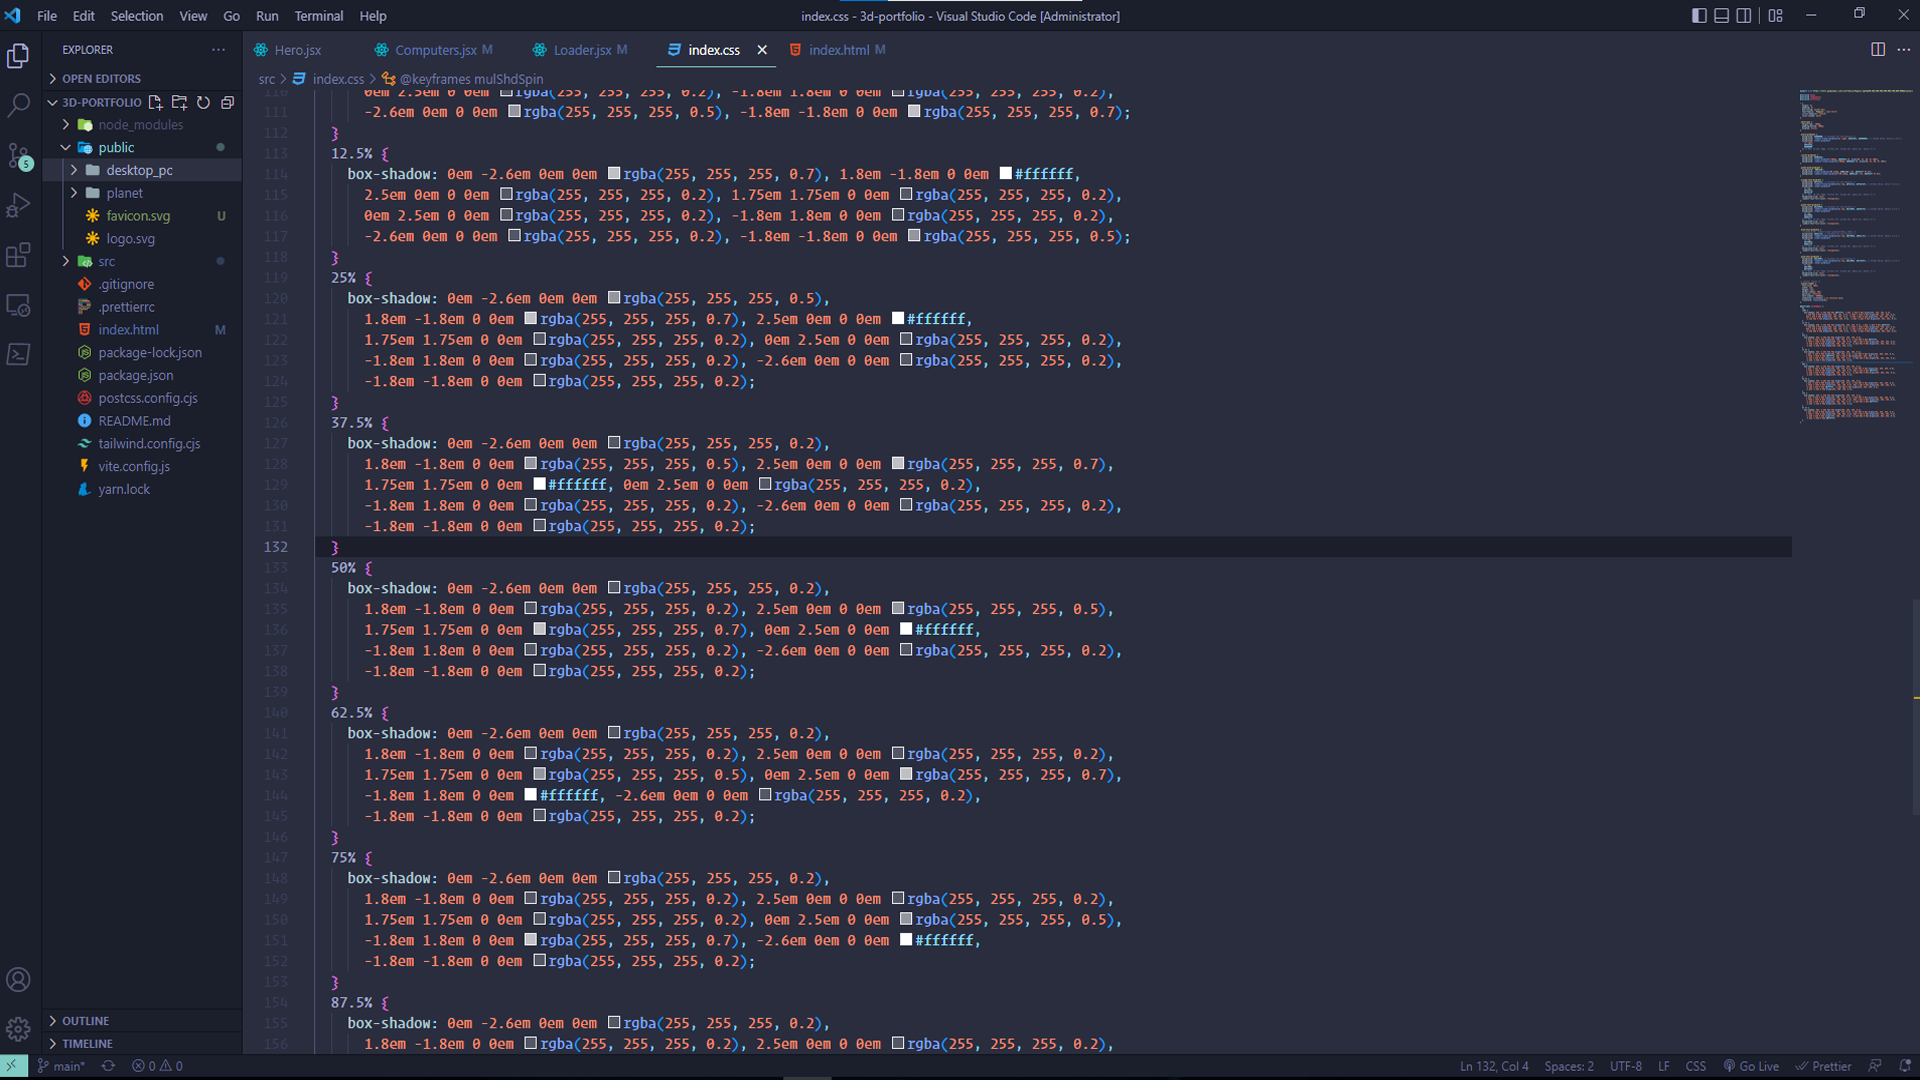 File Edit Selection View Go Run Terminal Help
index.css - 3d-portfolio - Visual Studio Code [Administrator]
EXPLORER
Hero.jsx
Computers.jsx M
Loader.jsx M
index.css
index.html M
OPEN EDITORS
src > index.css > @keyframes mulShdSpin
3D-PORTFOLIO
node_modules
public
desktop_pc
planet
favicon.svg U
logo.svg
src
.gitignore
.prettierrc
index.html M
package-lock.json
package.json
postcss.config.cjs
README.md
tailwind.config.cjs
vite.config.js
yarn.lock
OUTLINE
TIMELINE
5
110 0em 2.5em 0 0em rgba(255, 255, 255, 0.2), -1.8em 1.8em 0 0em rgba(255, 255, 255, 0.2),
111 -2.6em 0em 0 0em rgba(255, 255, 255, 0.5), -1.8em -1.8em 0 0em rgba(255, 255, 255, 0.7);
112 }
113 12.5% {
114 box-shadow: 0em -2.6em 0em 0em rgba(255, 255, 255, 0.7), 1.8em -1.8em 0 0em #ffffff,
115 2.5em 0em 0 0em rgba(255, 255, 255, 0.2), 1.75em 1.75em 0 0em rgba(255, 255, 255, 0.2),
116 0em 2.5em 0 0em rgba(255, 255, 255, 0.2), -1.8em 1.8em 0 0em rgba(255, 255, 255, 0.2),
117 -2.6em 0em 0 0em rgba(255, 255, 255, 0.2), -1.8em -1.8em 0 0em rgba(255, 255, 255, 0.5);
118 }
119 25% {
120 box-shadow: 0em -2.6em 0em 0em rgba(255, 255, 255, 0.5),
121 1.8em -1.8em 0 0em rgba(255, 255, 255, 0.7), 2.5em 0em 0 0em #ffffff,
122 1.75em 1.75em 0 0em rgba(255, 255, 255, 0.2), 0em 2.5em 0 0em rgba(255, 255, 255, 0.2),
123 -1.8em 1.8em 0 0em rgba(255, 255, 255, 0.2), -2.6em 0em 0 0em rgba(255, 255, 255, 0.2),
124 -1.8em -1.8em 0 0em rgba(255, 255, 255, 0.2);
125 }
126 37.5% {
127 box-shadow: 0em -2.6em 0em 0em rgba(255, 255, 255, 0.2),
128 1.8em -1.8em 0 0em rgba(255, 255, 255, 0.5), 2.5em 0em 0 0em rgba(255, 255, 255, 0.7),
129 1.75em 1.75em 0 0em #ffffff, 0em 2.5em 0 0em rgba(255, 255, 255, 0.2),
130 -1.8em 1.8em 0 0em rgba(255, 255, 255, 0.2), -2.6em 0em 0 0em rgba(255, 255, 255, 0.2),
131 -1.8em -1.8em 0 0em rgba(255, 255, 255, 0.2);
132 }
133 50% {
134 box-shadow: 0em -2.6em 0em 0em rgba(255, 255, 255, 0.2),
135 1.8em -1.8em 0 0em rgba(255, 255, 255, 0.2), 2.5em 0em 0 0em rgba(255, 255, 255, 0.5),
136 1.75em 1.75em 0 0em rgba(255, 255, 255, 0.7), 0em 2.5em 0 0em #ffffff,
137 -1.8em 1.8em 0 0em rgba(255, 255, 255, 0.2), -2.6em 0em 0 0em rgba(255, 255, 255, 0.2),
138 -1.8em -1.8em 0 0em rgba(255, 255, 255, 0.2);
139 }
140 62.5% {
141 box-shadow: 0em -2.6em 0em 0em rgba(255, 255, 255, 0.2),
142 1.8em -1.8em 0 0em rgba(255, 255, 255, 0.2), 2.5em 0em 0 0em rgba(255, 255, 255, 0.2),
143 1.75em 1.75em 0 0em rgba(255, 255, 255, 0.5), 0em 2.5em 0 0em rgba(255, 255, 255, 0.7),
144 -1.8em 1.8em 0 0em #ffffff, -2.6em 0em 0 0em rgba(255, 255, 255, 0.2),
145 -1.8em -1.8em 0 0em rgba(255, 255, 255, 0.2);
146 }
147 75% {
148 box-shadow: 0em -2.6em 0em 0em rgba(255, 255, 255, 0.2),
149 1.8em -1.8em 0 0em rgba(255, 255, 255, 0.2), 2.5em 0em 0 0em rgba(255, 255, 255, 0.2),
150 1.75em 1.75em 0 0em rgba(255, 255, 255, 0.2), 0em 2.5em 0 0em rgba(255, 255, 255, 0.5),
151 -1.8em 1.8em 0 0em rgba(255, 255, 255, 0.7), -2.6em 0em 0 0em #ffffff,
152 -1.8em -1.8em 0 0em rgba(255, 255, 255, 0.2);
153 }
154 87.5% {
155 box-shadow: 0em -2.6em 0em 0em rgba(255, 255, 255, 0.2),
156 1.8em -1.8em 0 0em rgba(255, 255, 255, 0.2), 2.5em 0em 0 0em rgba(255, 255, 255, 0.2),
main* 0 0 Ln 132, Col 4 Spaces: 2 UTF-8 LF CSS Go Live Prettier